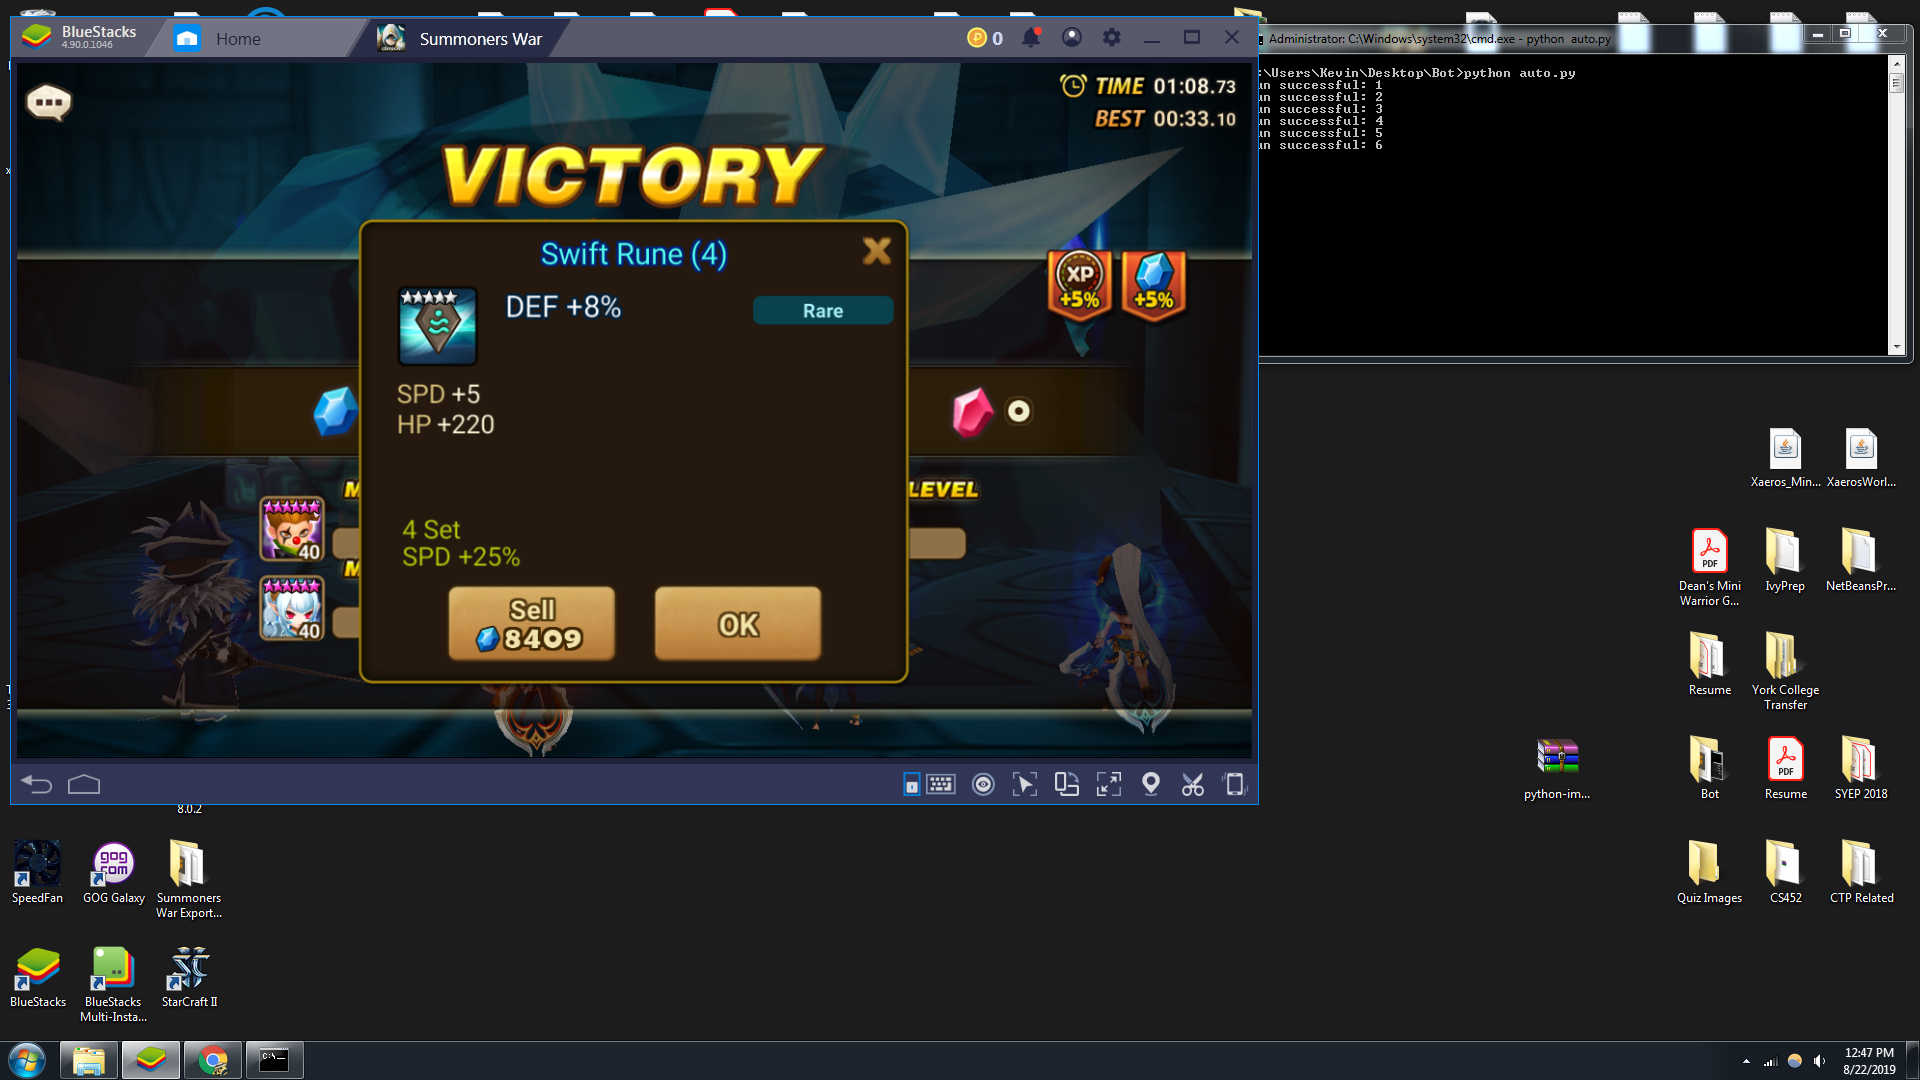 BlueStacks
4.90.0.1046
Home
Summoners War
0
Administrator: C:\Windows\system32\cmd.exe - python auto.py
:\Users\Kevin\Desktop\Bot>python auto.py
un successful: 1
un successful: 2
un successful: 3
un successful: 4
un successful: 5
un successful: 6
TIME 01:08.73
BEST 00:33.10
VICTORY
Swift Rune (4)
DEF +8%
Rare
XP
+5%
+5%
SPD +5
HP +220
M
LEVEL
40
M
40
4 Set
SPD +25%
Sell
8409
OK
Xaeros_Min...
XaerosWorl...
PDF
Dean's Mini
Warrior G...
IvyPrep
NetBeansPr...
Resume
York College
Transfer
python-im...
Bot
PDF
Resume
SYEP 2018
8.0.2
SpeedFan
gog
com
GOG Galaxy
Summoners
War Export...
Quiz Images
CS452
CTP Related
BlueStacks
BlueStacks
Multi-Insta...
StarCraft II
12:47 PM
8/22/2019